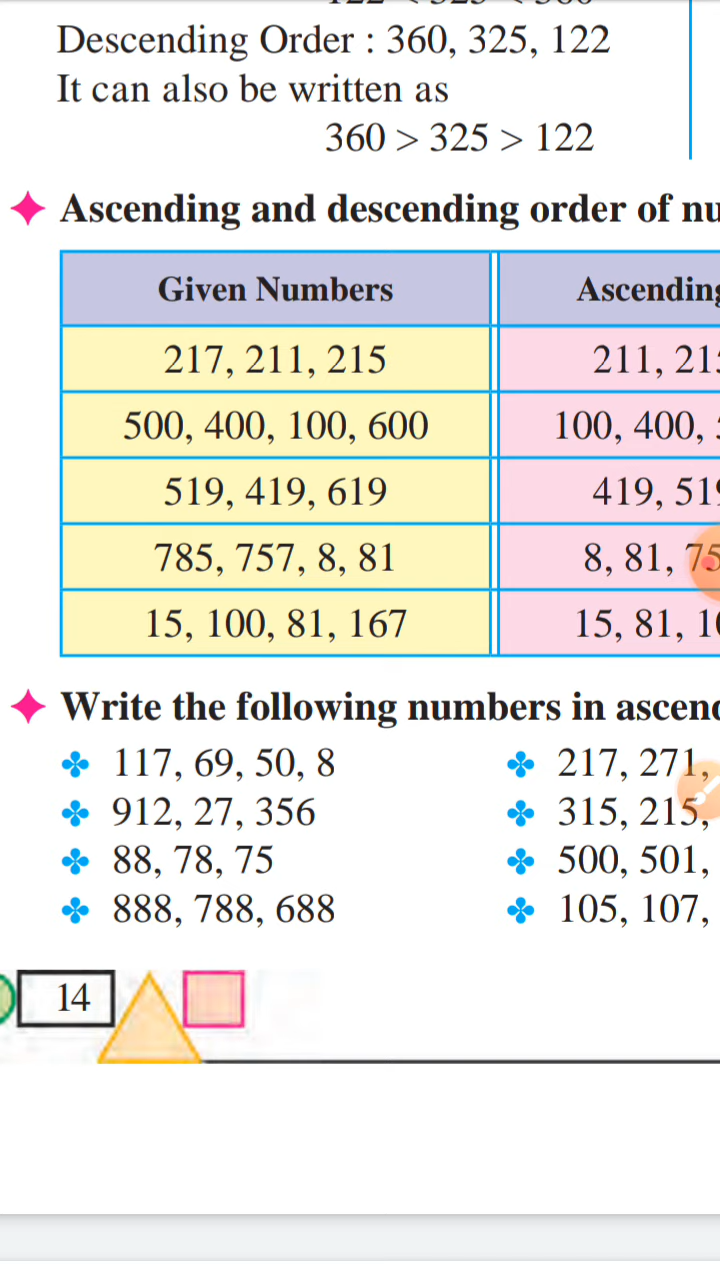 Descending Order : 360, 325, 122
It can also be written as
360 > 325 > 122
Ascending and descending order of
Given Numbers
217, 211, 215 211,
500, 400, 100, 600 100, 400,
519, 419, 619 419,
785, 757, 8, 81 8, 81,
15, 100, 81, 167 15, 81,
Write the following numbers in
117, 69, 50, 8 217, 271,
912, 27, 356 315, 215,
88, 78, 75 500, 501,
888, 788, 688 105, 107,
14